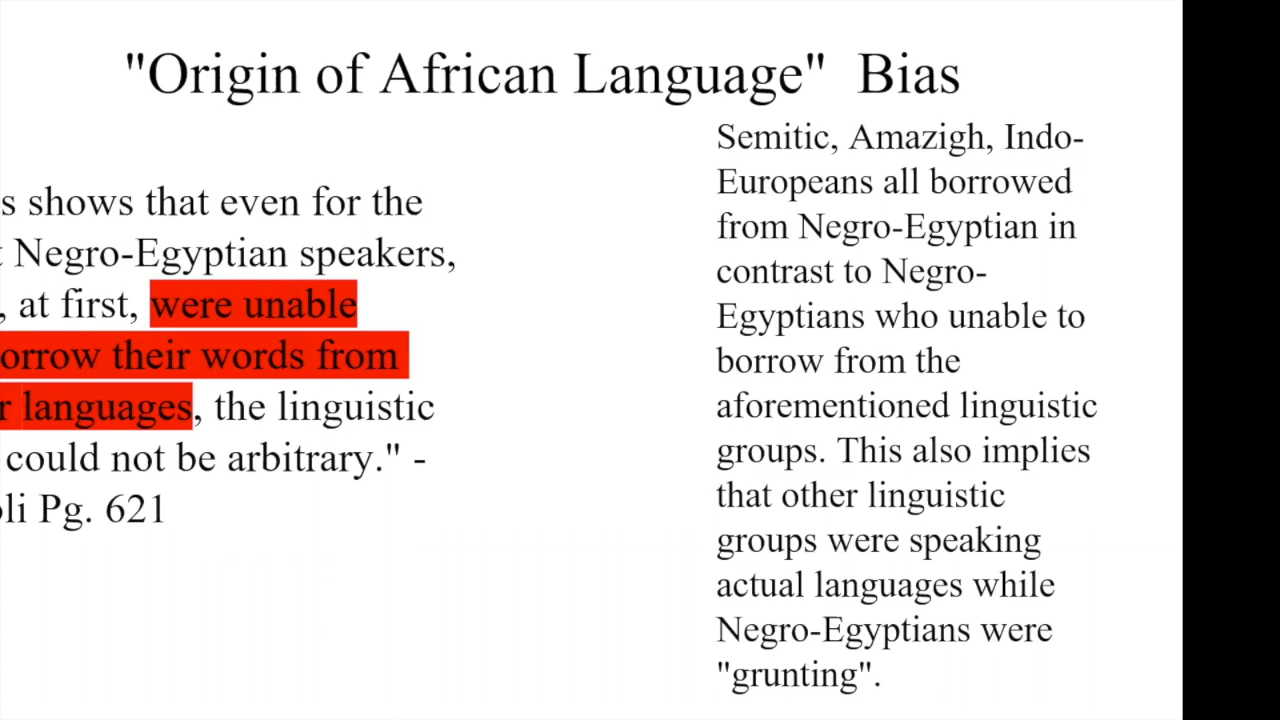 "Origin of African Language" Bias
s shows that even for the
Negro-Egyptian speakers,
, at first, were unable
orrow their words from
r languages, the linguistic
could not be arbitrary." -
li Pg. 621
Semitic, Amazigh, Indo-
Europeans all borrowed
from Negro-Egyptian in
contrast to Negro-
Egyptians who unable to
borrow from the
aforementioned linguistic
groups. This also implies
that other linguistic
groups were speaking
actual languages while
Negro-Egyptians were
"grunting".